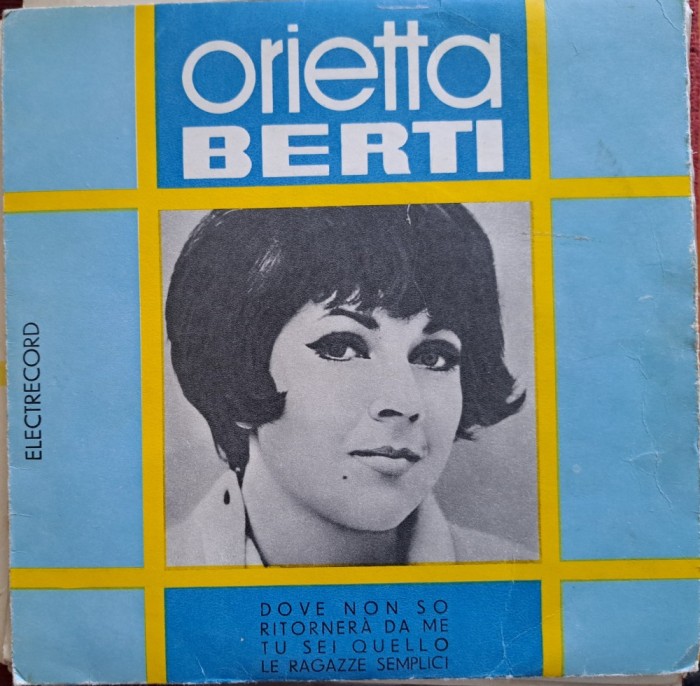 orietta
BERTI
ELECTRECORD
DOVE NON SO
RITORNERÀ DA ME
TU SEI QUELLO
LE RAGAZZE SEMPLICI